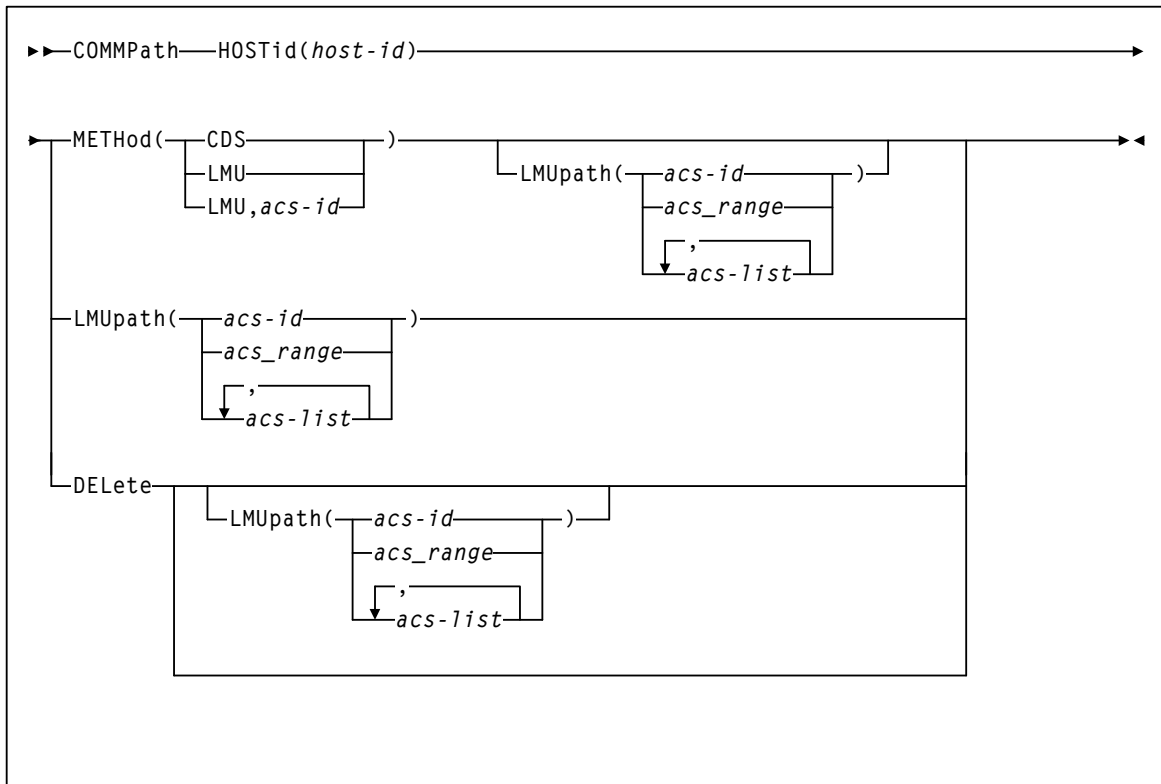 COMMPath HOSTid(host-id)
METHod( CDS )
LMU
LMU,acs-id
LMUpath( acs-id )
acs_range
,
acs-list
LMUpath( acs-id )
acs_range
,
acs-list
DELete
LMUpath( acs-id )
acs_range
,
acs-list